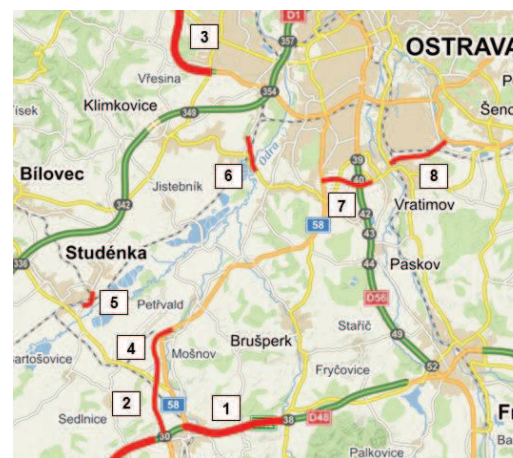 D1
3
357
OSTRAVA
Vřesina
354
Klimkovice
349
Šeno
Odra
39
6
40
8
Bílovec
Jistebník
7
42
Vratimov
342
58
43
Studénka
336
44
Paskov
5
Petřvald
D56
Stařič
49
4
Brušperk
Mošnov
Fryčovice
52
2
58
1
Sedlnice
38
D48
30
Palkovice